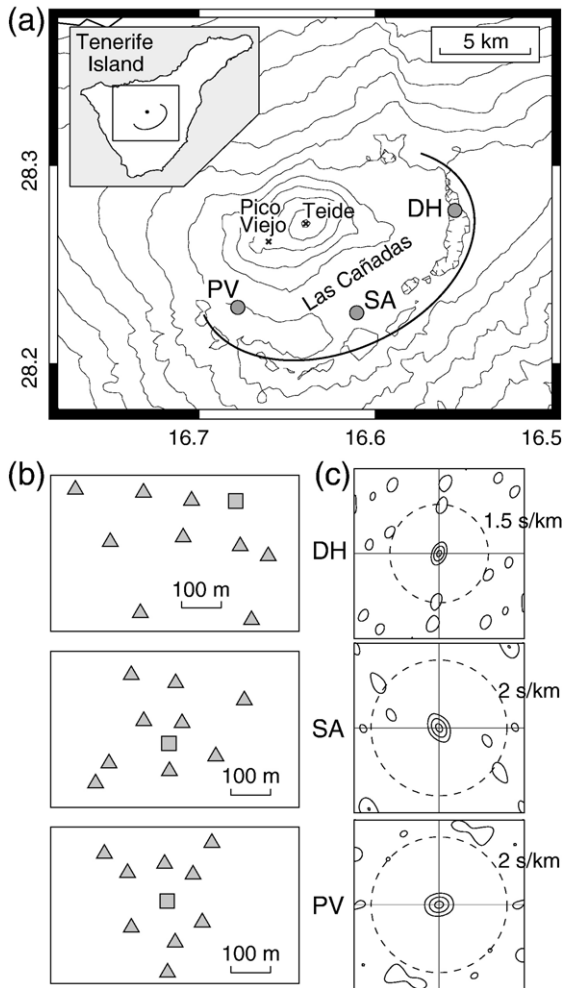 (a)
Tenerife
Island
5 km
28.3
28.2
Pico
Viejo
Teide
DH
Las Cañadas
PV
SA
16.7
16.6
16.5
(b)
100 m
100 m
100 m
(c)
DH
1.5 s/km
SA
2 s/km
PV
2 s/km